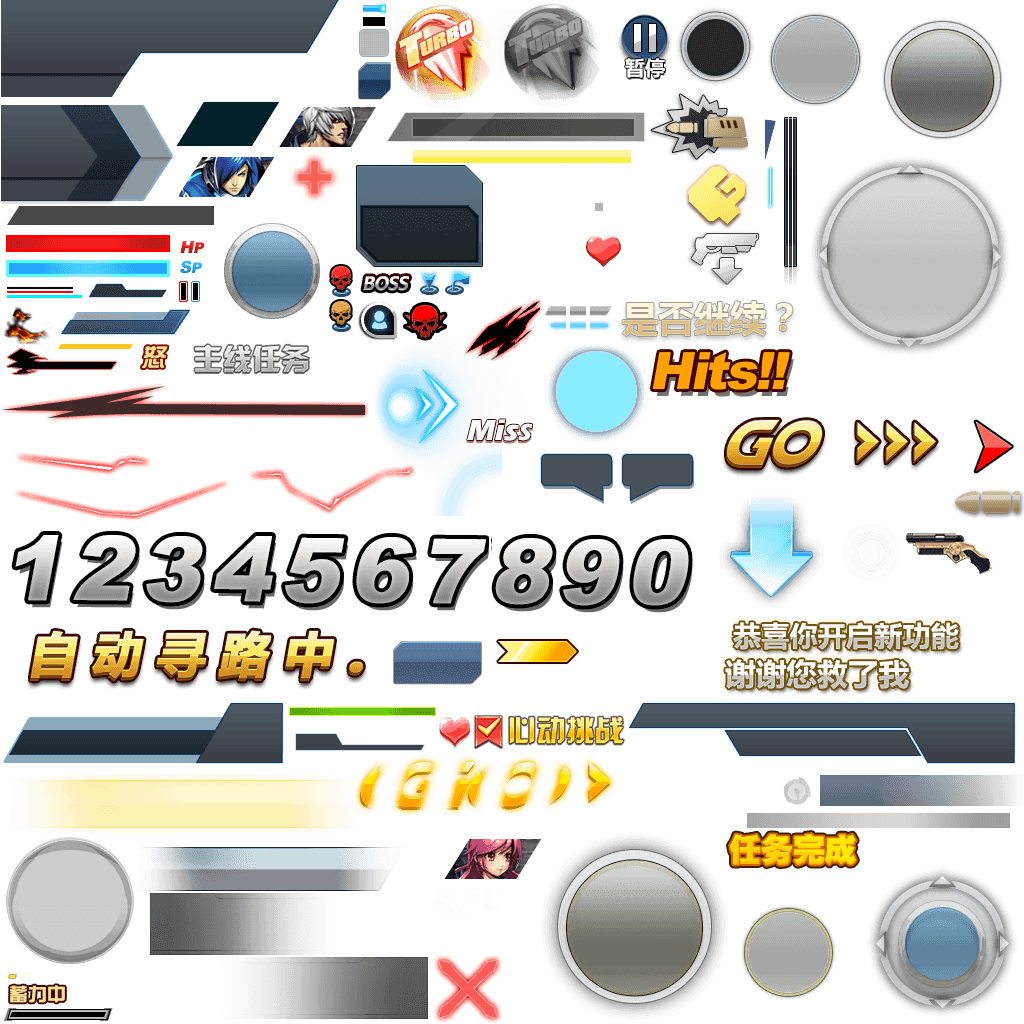 TURBO
TURBO
暂停
HP
SP
BOSS
是否继续？
怒
主线任务
Hits!!
Miss
GO
1234567890
自动寻路中.
恭喜你开启新功能
谢谢您救了我
心动挑战
任务完成
蓄力中